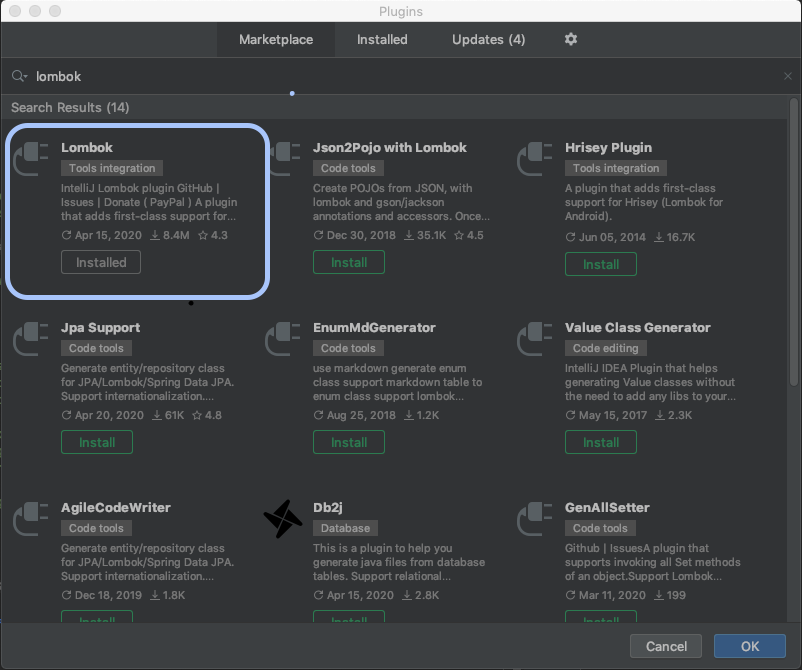 Plugins
Marketplace
Installed
Updates (4)
lombok
Search Results (14)
Lombok
Tools integration
IntelliJ Lombok plugin GitHub |
Issues | Donate ( PayPal ) A plugin
that adds first-class support for...
Apr 15, 2020 8.4M 4.3
Installed
Json2Pojo with Lombok
Code tools
Create POJOs from JSON, with
lombok and gson/jackson
annotations and accessors. Once...
Dec 30, 2018 35.1K 4.5
Install
Hrisey Plugin
Tools integration
A plugin that adds first-class
support for Hrisey (Lombok for
Android).
Jun 05, 2014 16.7K
Install
Jpa Support
Code tools
Generate entity/repository class
for JPA/Lombok/Spring Data JPA.
Support internationalization....
Apr 20, 2020 61K 4.8
Install
EnumMdGenerator
Code tools
use markdown generate enum
class support markdown table to
enum class support lombok...
Aug 25, 2018 1.2K
Install
Value Class Generator
Code editing
IntelliJ IDEA Plugin that helps
generating Value classes without
the need to add any libs to your...
May 15, 2017 2.3K
Install
AgileCodeWriter
Code tools
Generate entity/repository class
for JPA/Lombok/Spring Data JPA.
Support internationalization....
Dec 18, 2019 1.8K
Install
Db2j
Database
This is a plugin to help you
generate java files from database
tables. Support relational...
Apr 15, 2020 2.8K
Install
GenAllSetter
Code tools
Github | IssuesA plugin that
supports invoking all Set methods
of an object.Support Lombok...
Mar 11, 2020 199
Install
Cancel
OK